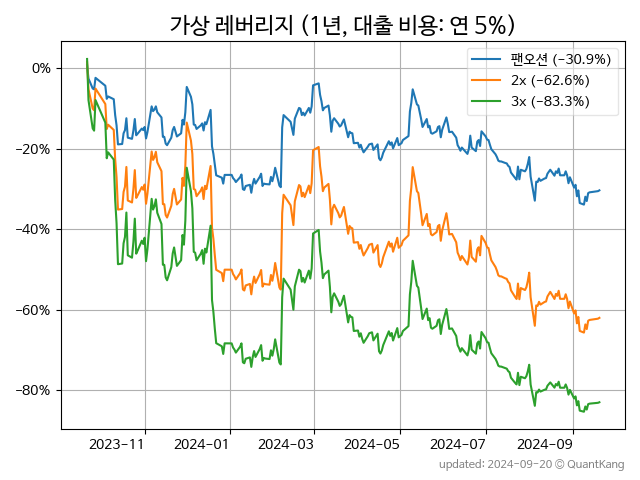 가상 레버리지 (1년, 대출 비용: 연 5%)
팬오션 (−30.9%)
2x (−62.6%)
3x (−83.3%)
0%
−20%
−40%
−60%
−80%
2023−11 2024−01 2024−03 2024−05 2024−07 2024−09
updated: 2024−09−20 © QuantKang